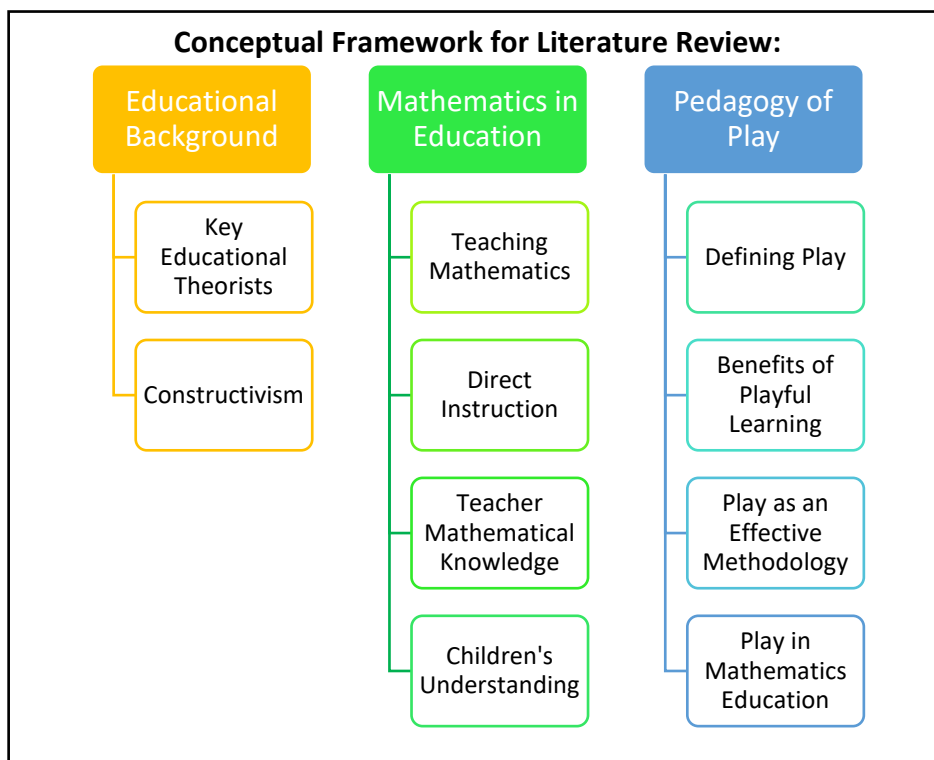 Conceptual Framework for Literature Review:
Educational
Background
Key
Educational
Theorists
Constructivism
Mathematics in
Education
Teaching
Mathematics
Direct
Instruction
Teacher
Mathematical
Knowledge
Children's
Understanding
Pedagogy of
Play
Defining Play
Benefits of
Playful
Learning
Play as an
Effective
Methodology
Play in
Mathematics
Education